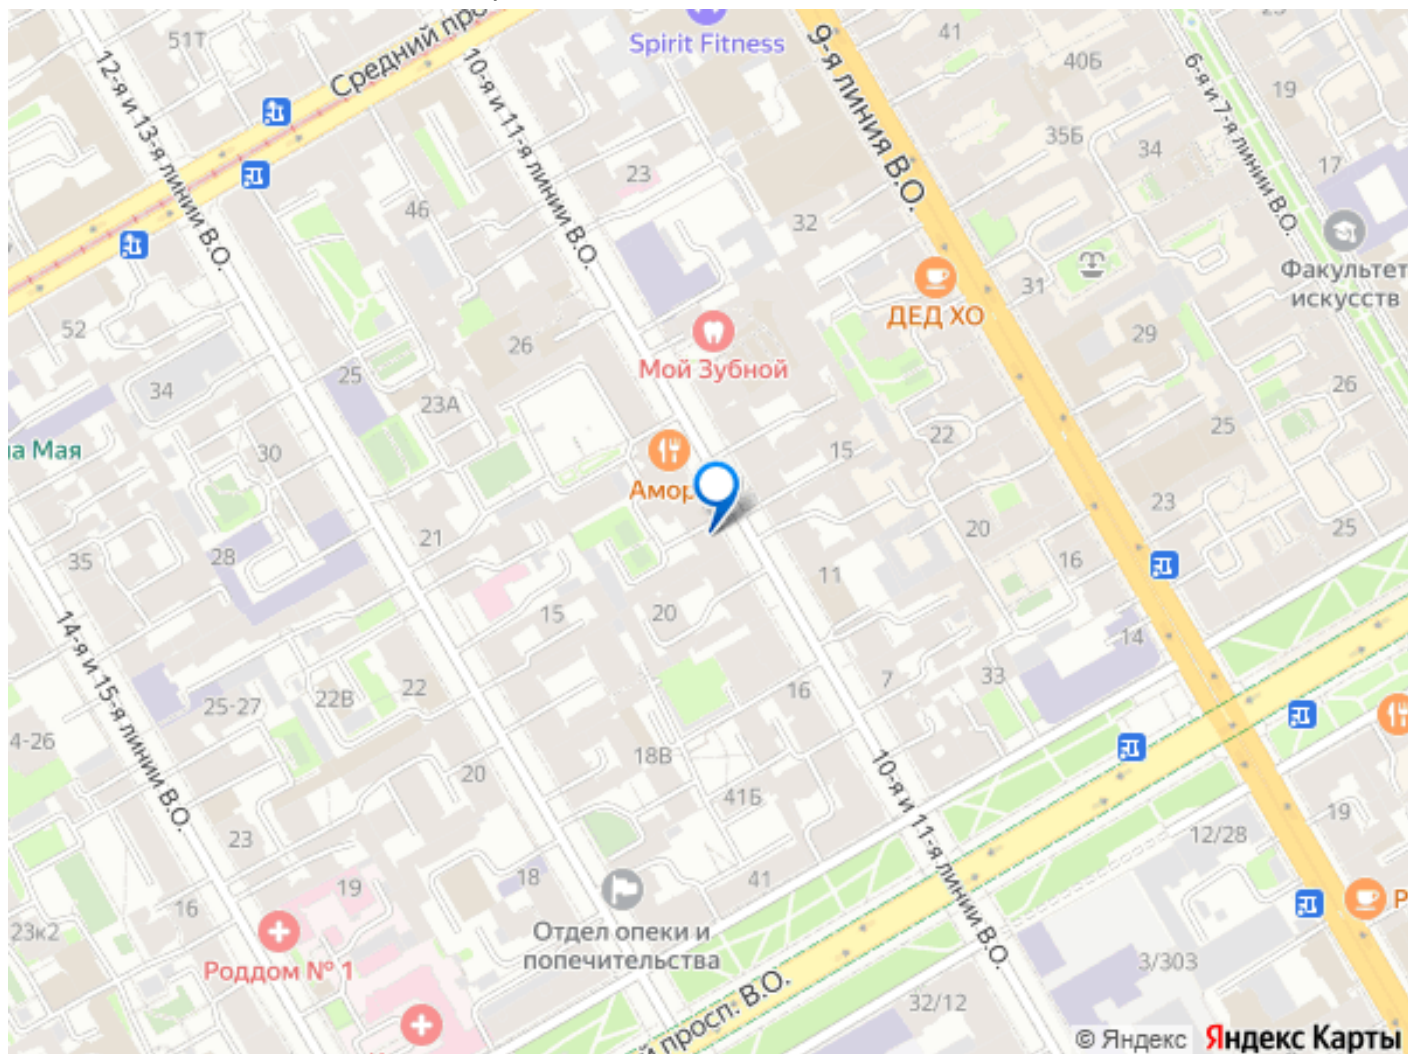 51Т
Средний про
Spirit Fitness
9-я линия В.О.
41
40Б
6-я и 7-я линии В.О.
23
19
12-я и 13-я линии В.О.
10-я и 11-я линии В.О.
35Б
34
17
23
46
32
Факультет
искусств
31
ДЕД ХО
52
26
29
Мой Зубной
34
25
23А
26
22
25
15
на Мая
30
Амор
23
20
25
21
28
35
16
11
15
20
14
14-я и 15-я линии В.О.
22
22В
25-27
16
7
33
4-26
18В
20
10-я и 11-я линии В.О.
41Б
19
12/28
23
41
18
19
16
Р
23к2
Отдел опеки и
попечительства
Роддом № 1
3/303
й просп. В.О.
32/12
© Яндекс
Яндекс Карты